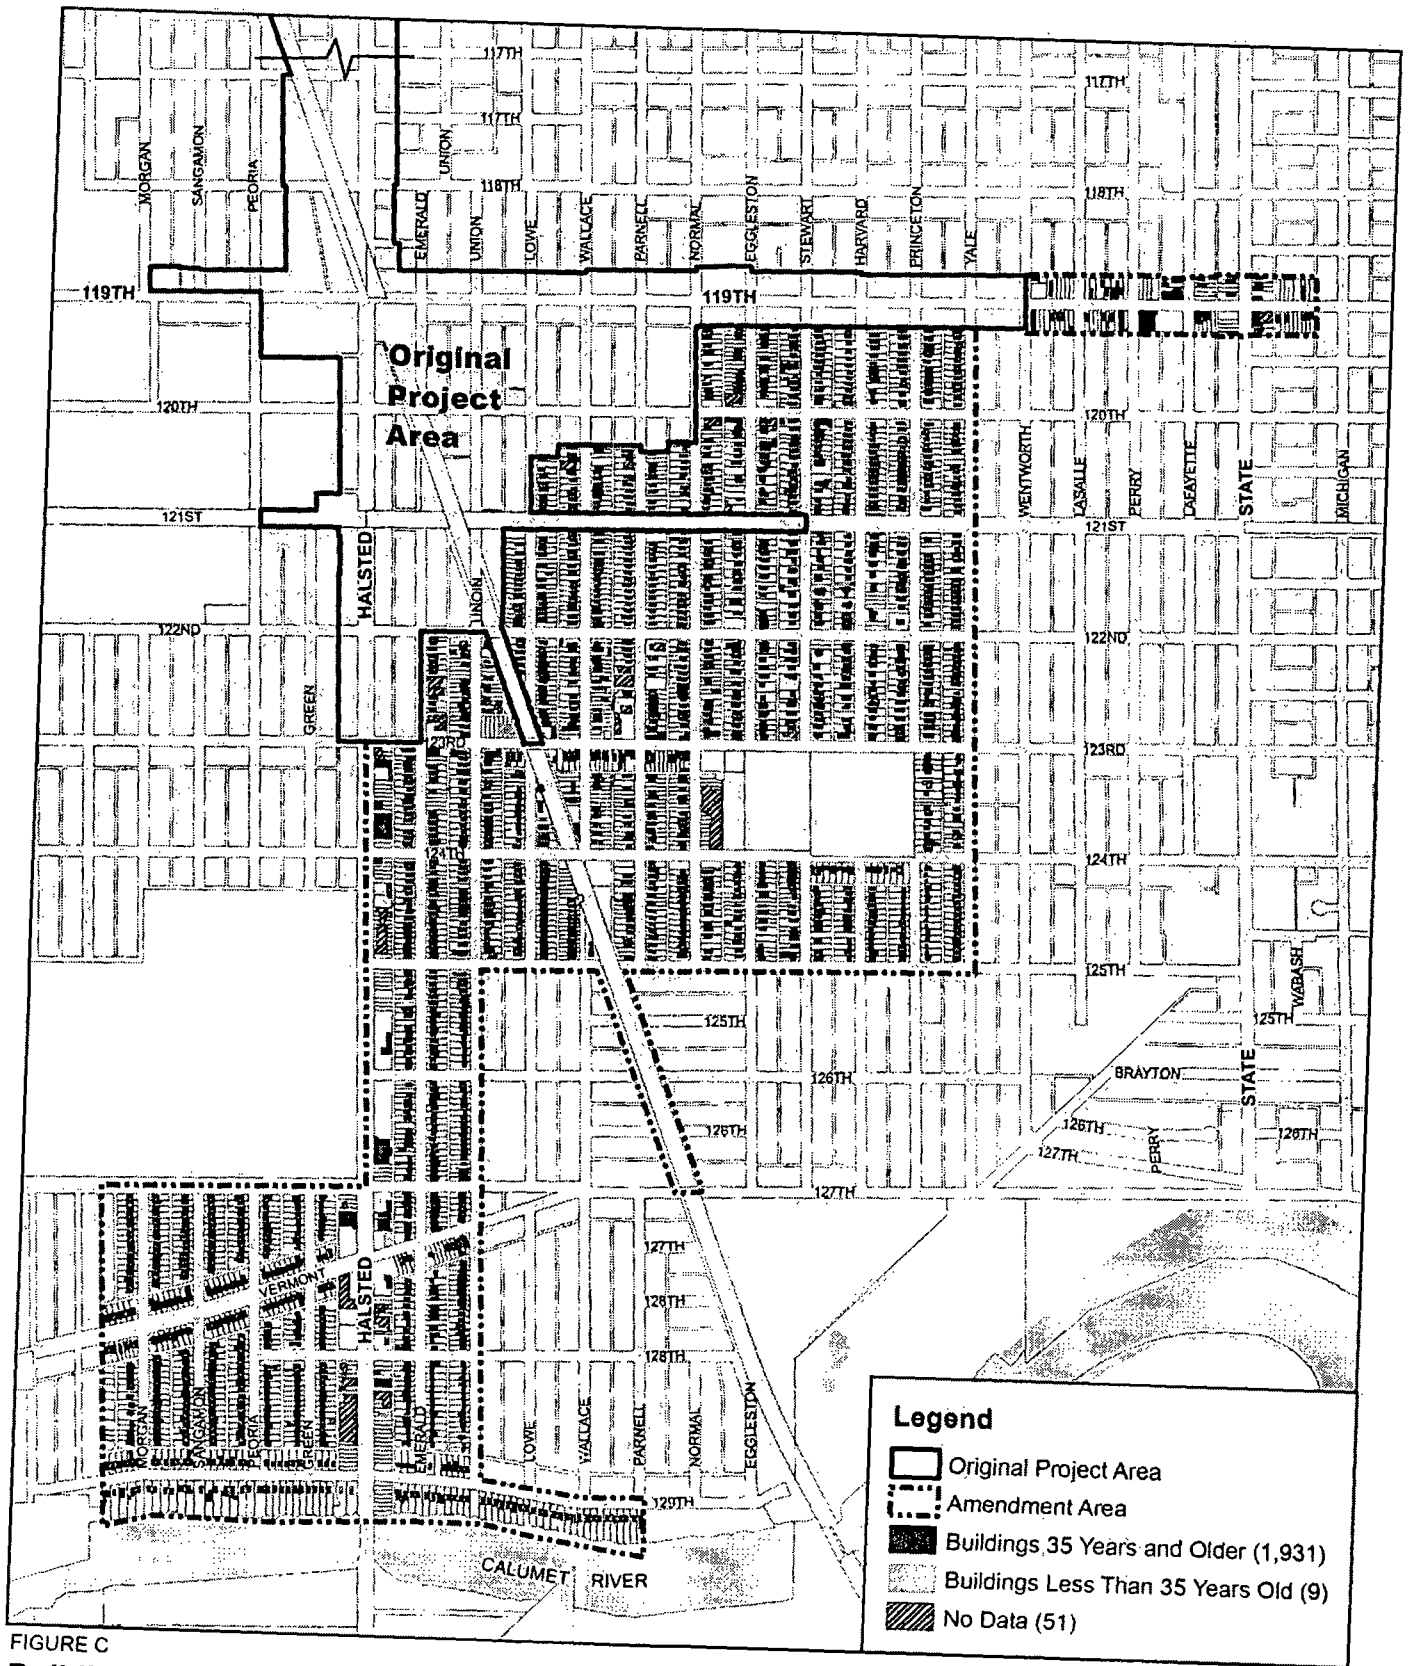 117TH
117TH
117TH
MORGAN
SANGAMON
PEORIA
UNION
118TH
118TH
EMERALD
UNION
LOWE
WALLACE
PARNELL
NORMAL
EGGLESTON
STEWART
HARVARD
PRINCETON
YALE
119TH
119TH
Original
Project
Area
120TH
120TH
WENTWORTH
LASALLE
PERRY
LAFAYETTE
STATE
MICHIGAN
121ST
121ST
HALSTED
UNION
122ND
122ND
GREEN
23RD
123RD
124TH
124TH
125TH
WABASH
125TH
125TH
STATE
BRAYTON
126TH
126TH
126TH
PERRY
126TH
127TH
127TH
127TH
VERMONT
HALSTED
128TH
128TH
MORGAN
SANGAMON
PEORIA
GREEN
EMERALD
LOWE
WALLACE
PARNELL
NORMAL
EGGLESTON
129TH
CALUMET RIVER
Legend
Original Project Area
Amendment Area
Buildings 35 Years and Older (1,931)
Buildings Less Than 35 Years Old (9)
No Data (51)
FIGURE C